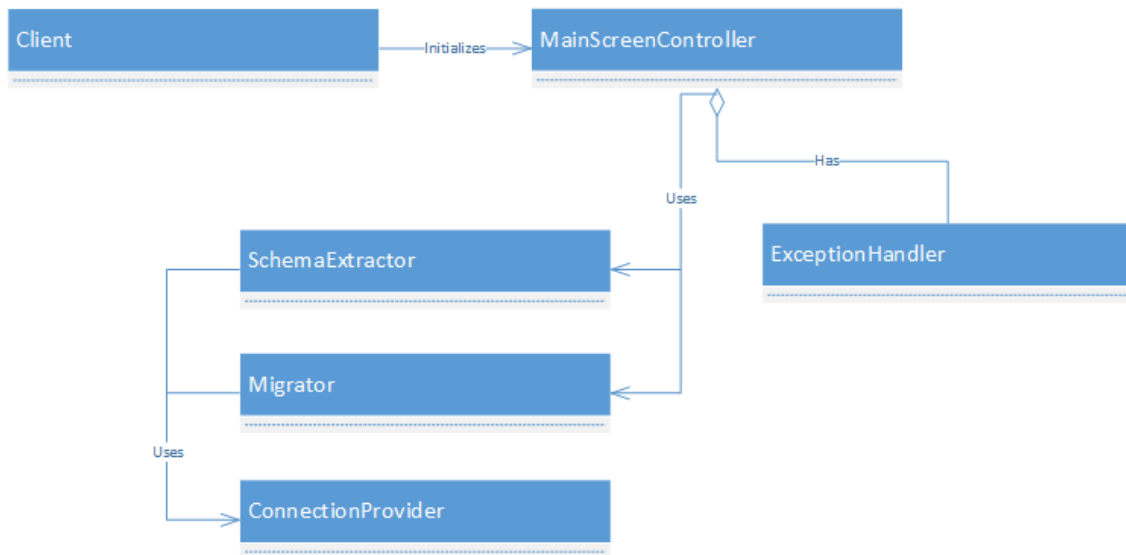 Client
Initializes
MainScreenController
Has
Uses
SchemaExtractor
ExceptionHandler
Migrator
Uses
ConnectionProvider